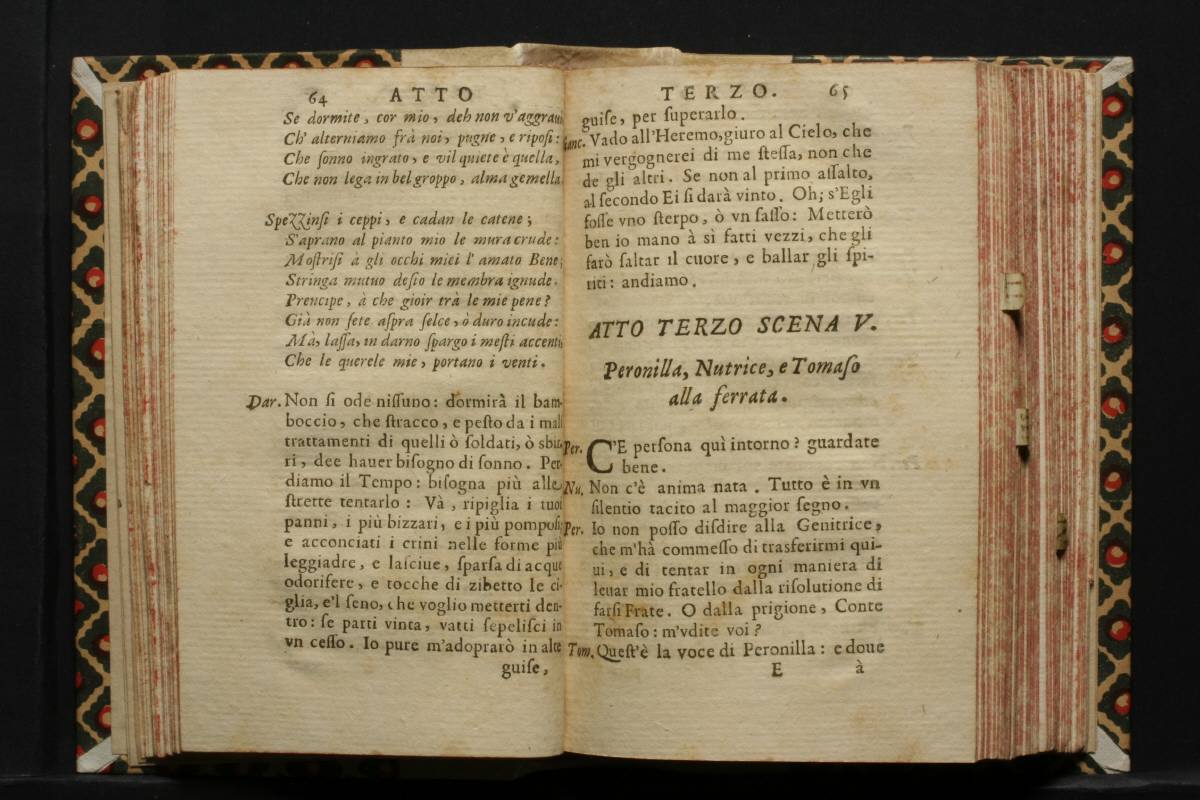 64 ATTO
Se dormite, cor mio, deh non v'aggraui
Ch' alterniamo frà noi, pugne, e riposi:
Che sonno ingrato, e vil quiete è quella,
Che non lega in bel groppo, alma gemella
Spezzinsi i ceppi, e cadan le catene;
S'aprano al pianto mio le mura crude:
Mostrisi à gli occhi miei l' amato Bene;
Stringa mutuo desio le membra ignude.
Prencipe, à che gioir trà le mie pene?
Già non sete aspra selce, ò duro incude:
Mà, lassa, in darno spargo i mesti accenti,
Che le querele mie, portano i venti.
Dar. Non si ode nissuno: dormirà il bam-
boccio, che stracco, e pesto da i mali
trattamenti di quelli ò soldati, ò sbir-
ri, dee hauer bisogno di sonno. Per-
diamo il Tempo: bisogna più alle
strette tentarlo: Và, ripiglia i tuoi
panni, i più bizzari, e i più pomposi;
e acconciati i crini nelle forme più
leggiadre, e lasciue, sparsa di acque
odorifere, e tocche di zibetto le ci-
glia, e'l seno, che voglio metterti den-
tro: se parti vinta, vatti sepelisci in
vn cesso. Io pure m'adoprarò in altre
guise,
TERZO. 65
guise, per superarlo.
Sanc. Vado all'Heremo, giuro al Cielo, che
mi vergognerei di me stessa, non che
de gli altri. Se non al primo assalto,
al secondo Ei si darà vinto. Oh; s'Egli
fosse vno sterpo, ò vn sasso: Metterò
ben io mano à sì fatti vezzi, che gli
farò saltar il cuore, e ballar gli spi-
riti: andiamo.
ATTO TERZO SCENA V.
Peronilla, Nutrice, e Tomaso
alla ferrata.
Per. C'E persona quì intorno? guardate
bene.
Nu. Non c'è anima nata. Tutto è in vn
silentio tacito al maggior segno.
Per. Io non posso disdire alla Genitrice,
che m'hà commesso di trasferirmi qui-
ui, e di tentar in ogni maniera di
leuar mio fratello dalla risolutione di
farsi Frate. O dalla prigione, Conte
Tomaso: m'vdite voi?
Tom. Quest'è la voce di Peronilla: e doue
E à